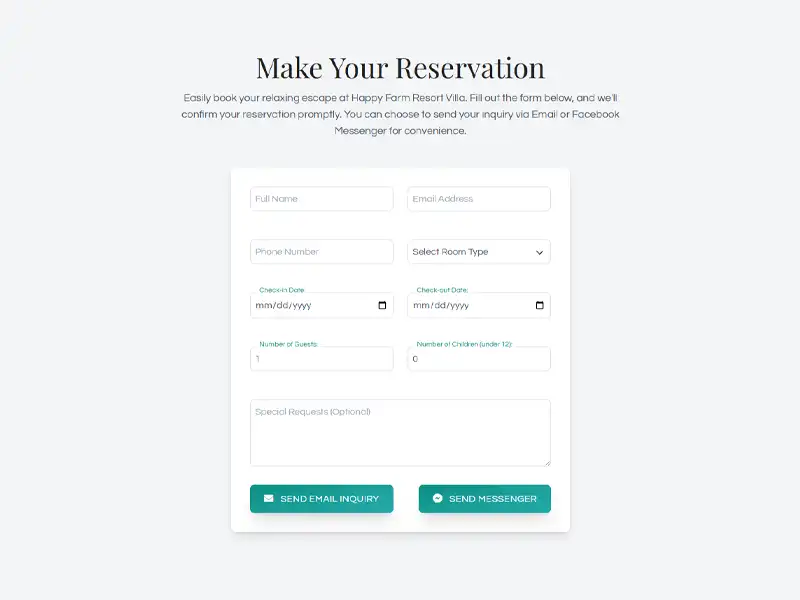 Make Your Reservation
Easily book your relaxing escape at Happy Farm Resort Villa. Fill out the form below, and we'll
confirm your reservation promptly. You can choose to send your inquiry via Email or Facebook
Messenger for convenience.
Full Name
Email Address
Phone Number
Select Room Type
Check-in Date:
Check-out Date:
mm/dd/yyyy
mm/dd/yyyy
Number of Guests:
Number of Children (under 12):
1
0
Special Requests (Optional)
SEND EMAIL INQUIRY
SEND MESSENGER